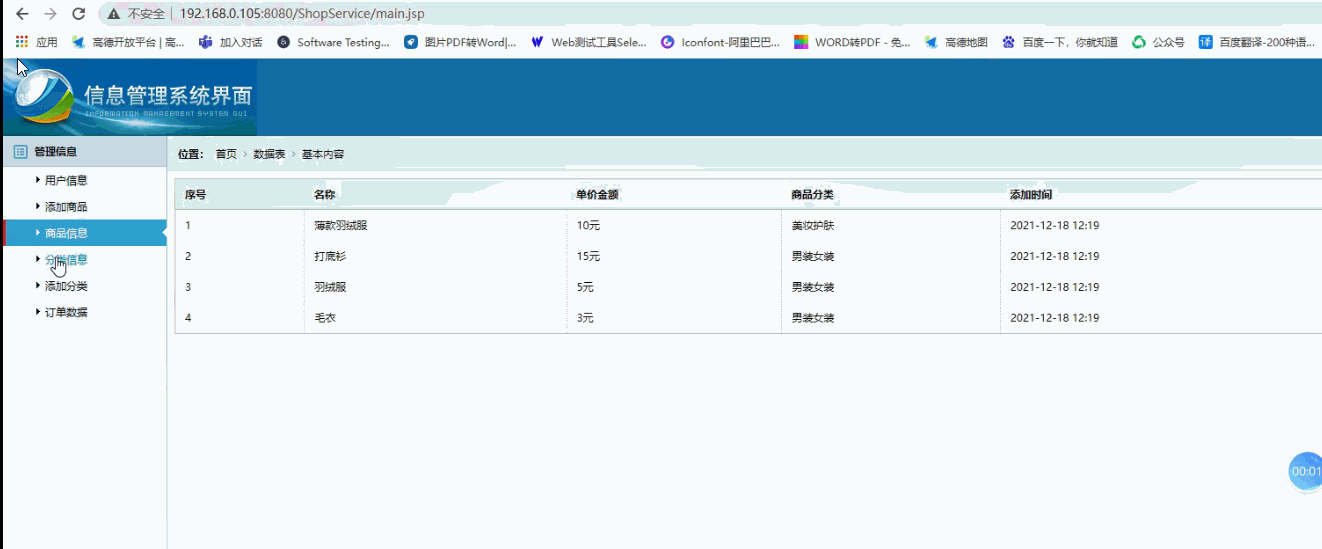 不安全 | 192.168.0.105:8080/ShopService/main.jsp
应用 高德开放平台 | 高... 加入对话 Software Testing... 图片PDF转Word|... Web测试工具Sele... Iconfont-阿里巴巴... WORD转PDF - 免... 高德地图 百度一下，你就知道 公众号 百度翻译-200种语...
信息管理系统界面
INFORMATION MANAGEMENT SYSTEM GUI
管理信息
用户信息
添加商品
商品信息
分类信息
添加分类
订单数据
位置： 首页 › 数据表 › 基本内容
序号 名称 单价金额 商品分类 添加时间
1 薄款羽绒服 10元 美妆护肤 2021-12-18 12:19
2 打底衫 15元 男装女装 2021-12-18 12:19
3 羽绒服 5元 男装女装 2021-12-18 12:19
4 毛衣 3元 男装女装 2021-12-18 12:19
00:01